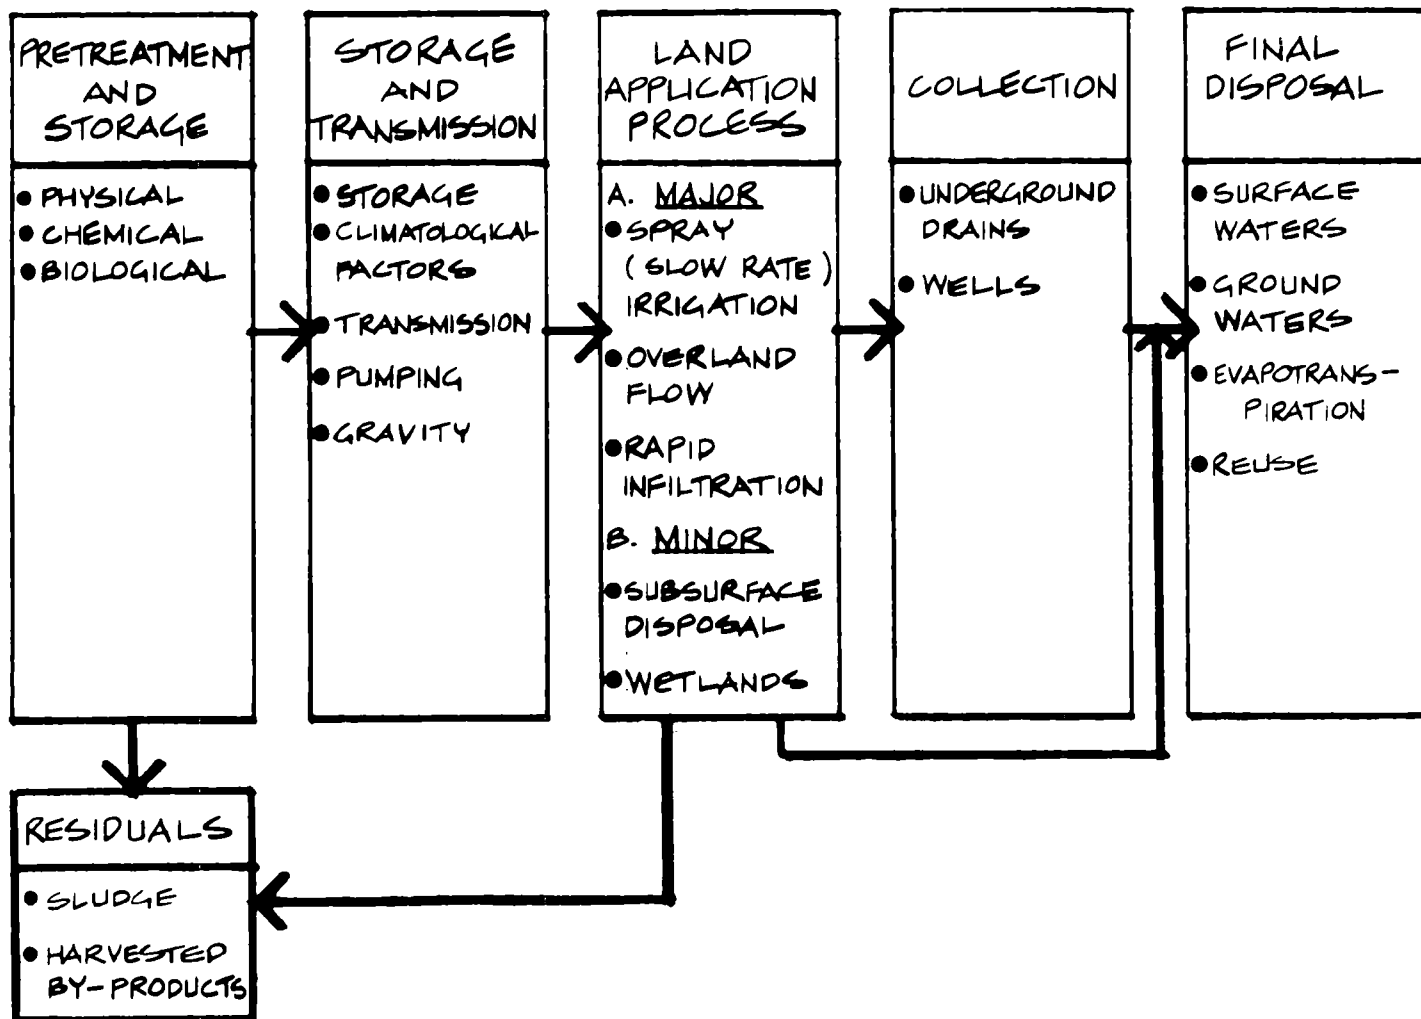 PRETREATMENT
AND
STORAGE
● PHYSICAL
● CHEMICAL
● BIOLOGICAL
STORAGE
AND
TRANSMISSION
● STORAGE
● CLIMATOLOGICAL
FACTORS
● TRANSMISSION
● PUMPING
● GRAVITY
LAND
APPLICATION
PROCESS
A. MAJOR
● SPRAY
(SLOW RATE)
IRRIGATION
● OVERLAND
FLOW
● RAPID
INFILTRATION
B. MINOR
● SUBSURFACE
DISPOSAL
● WETLANDS
COLLECTION
● UNDERGROUND
DRAINS
● WELLS
FINAL
DISPOSAL
● SURFACE
WATERS
● GROUND
WATERS
● EVAPOTRANS-
PIRATION
● REUSE
RESIDUALS
● SLUDGE
● HARVESTED
BY-PRODUCTS